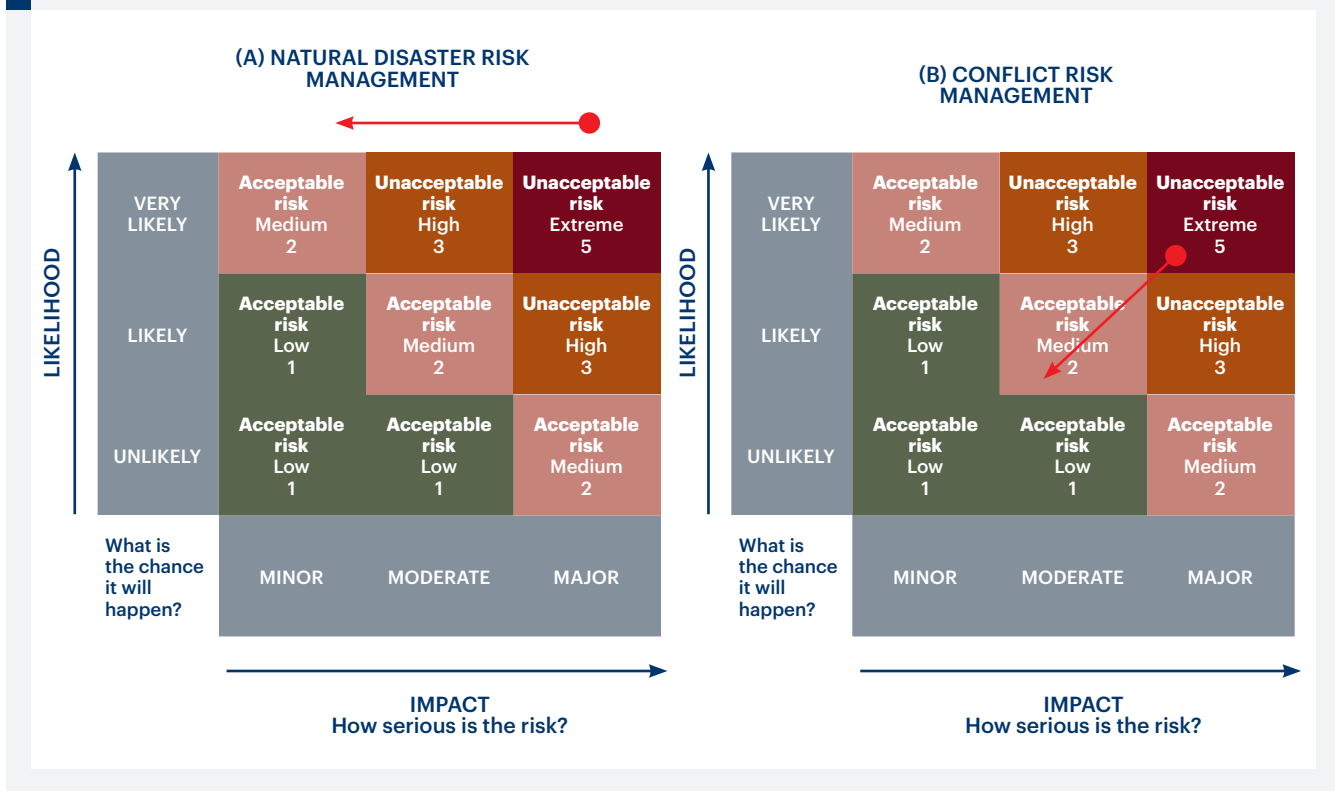 (A) NATURAL DISASTER RISK
MANAGEMENT
LIKELIHOOD
VERY
LIKELY
Acceptable
risk
Medium
2
Unacceptable
risk
High
3
Unacceptable
risk
Extreme
5
LIKELY
Acceptable
risk
Low
1
Acceptable
risk
Medium
2
Unacceptable
risk
High
3
UNLIKELY
Acceptable
risk
Low
1
Acceptable
risk
Low
1
Acceptable
risk
Medium
2
What is
the chance
it will
happen?
MINOR
MODERATE
MAJOR
IMPACT
How serious is the risk?
(B) CONFLICT RISK
MANAGEMENT
LIKELIHOOD
VERY
LIKELY
Acceptable
risk
Medium
2
Unacceptable
risk
High
3
Unacceptable
risk
Extreme
5
LIKELY
Acceptable
risk
Low
1
Acceptable
risk
Medium
2
Unacceptable
risk
High
3
UNLIKELY
Acceptable
risk
Low
1
Acceptable
risk
Low
1
Acceptable
risk
Medium
2
What is
the chance
it will
happen?
MINOR
MODERATE
MAJOR
IMPACT
How serious is the risk?